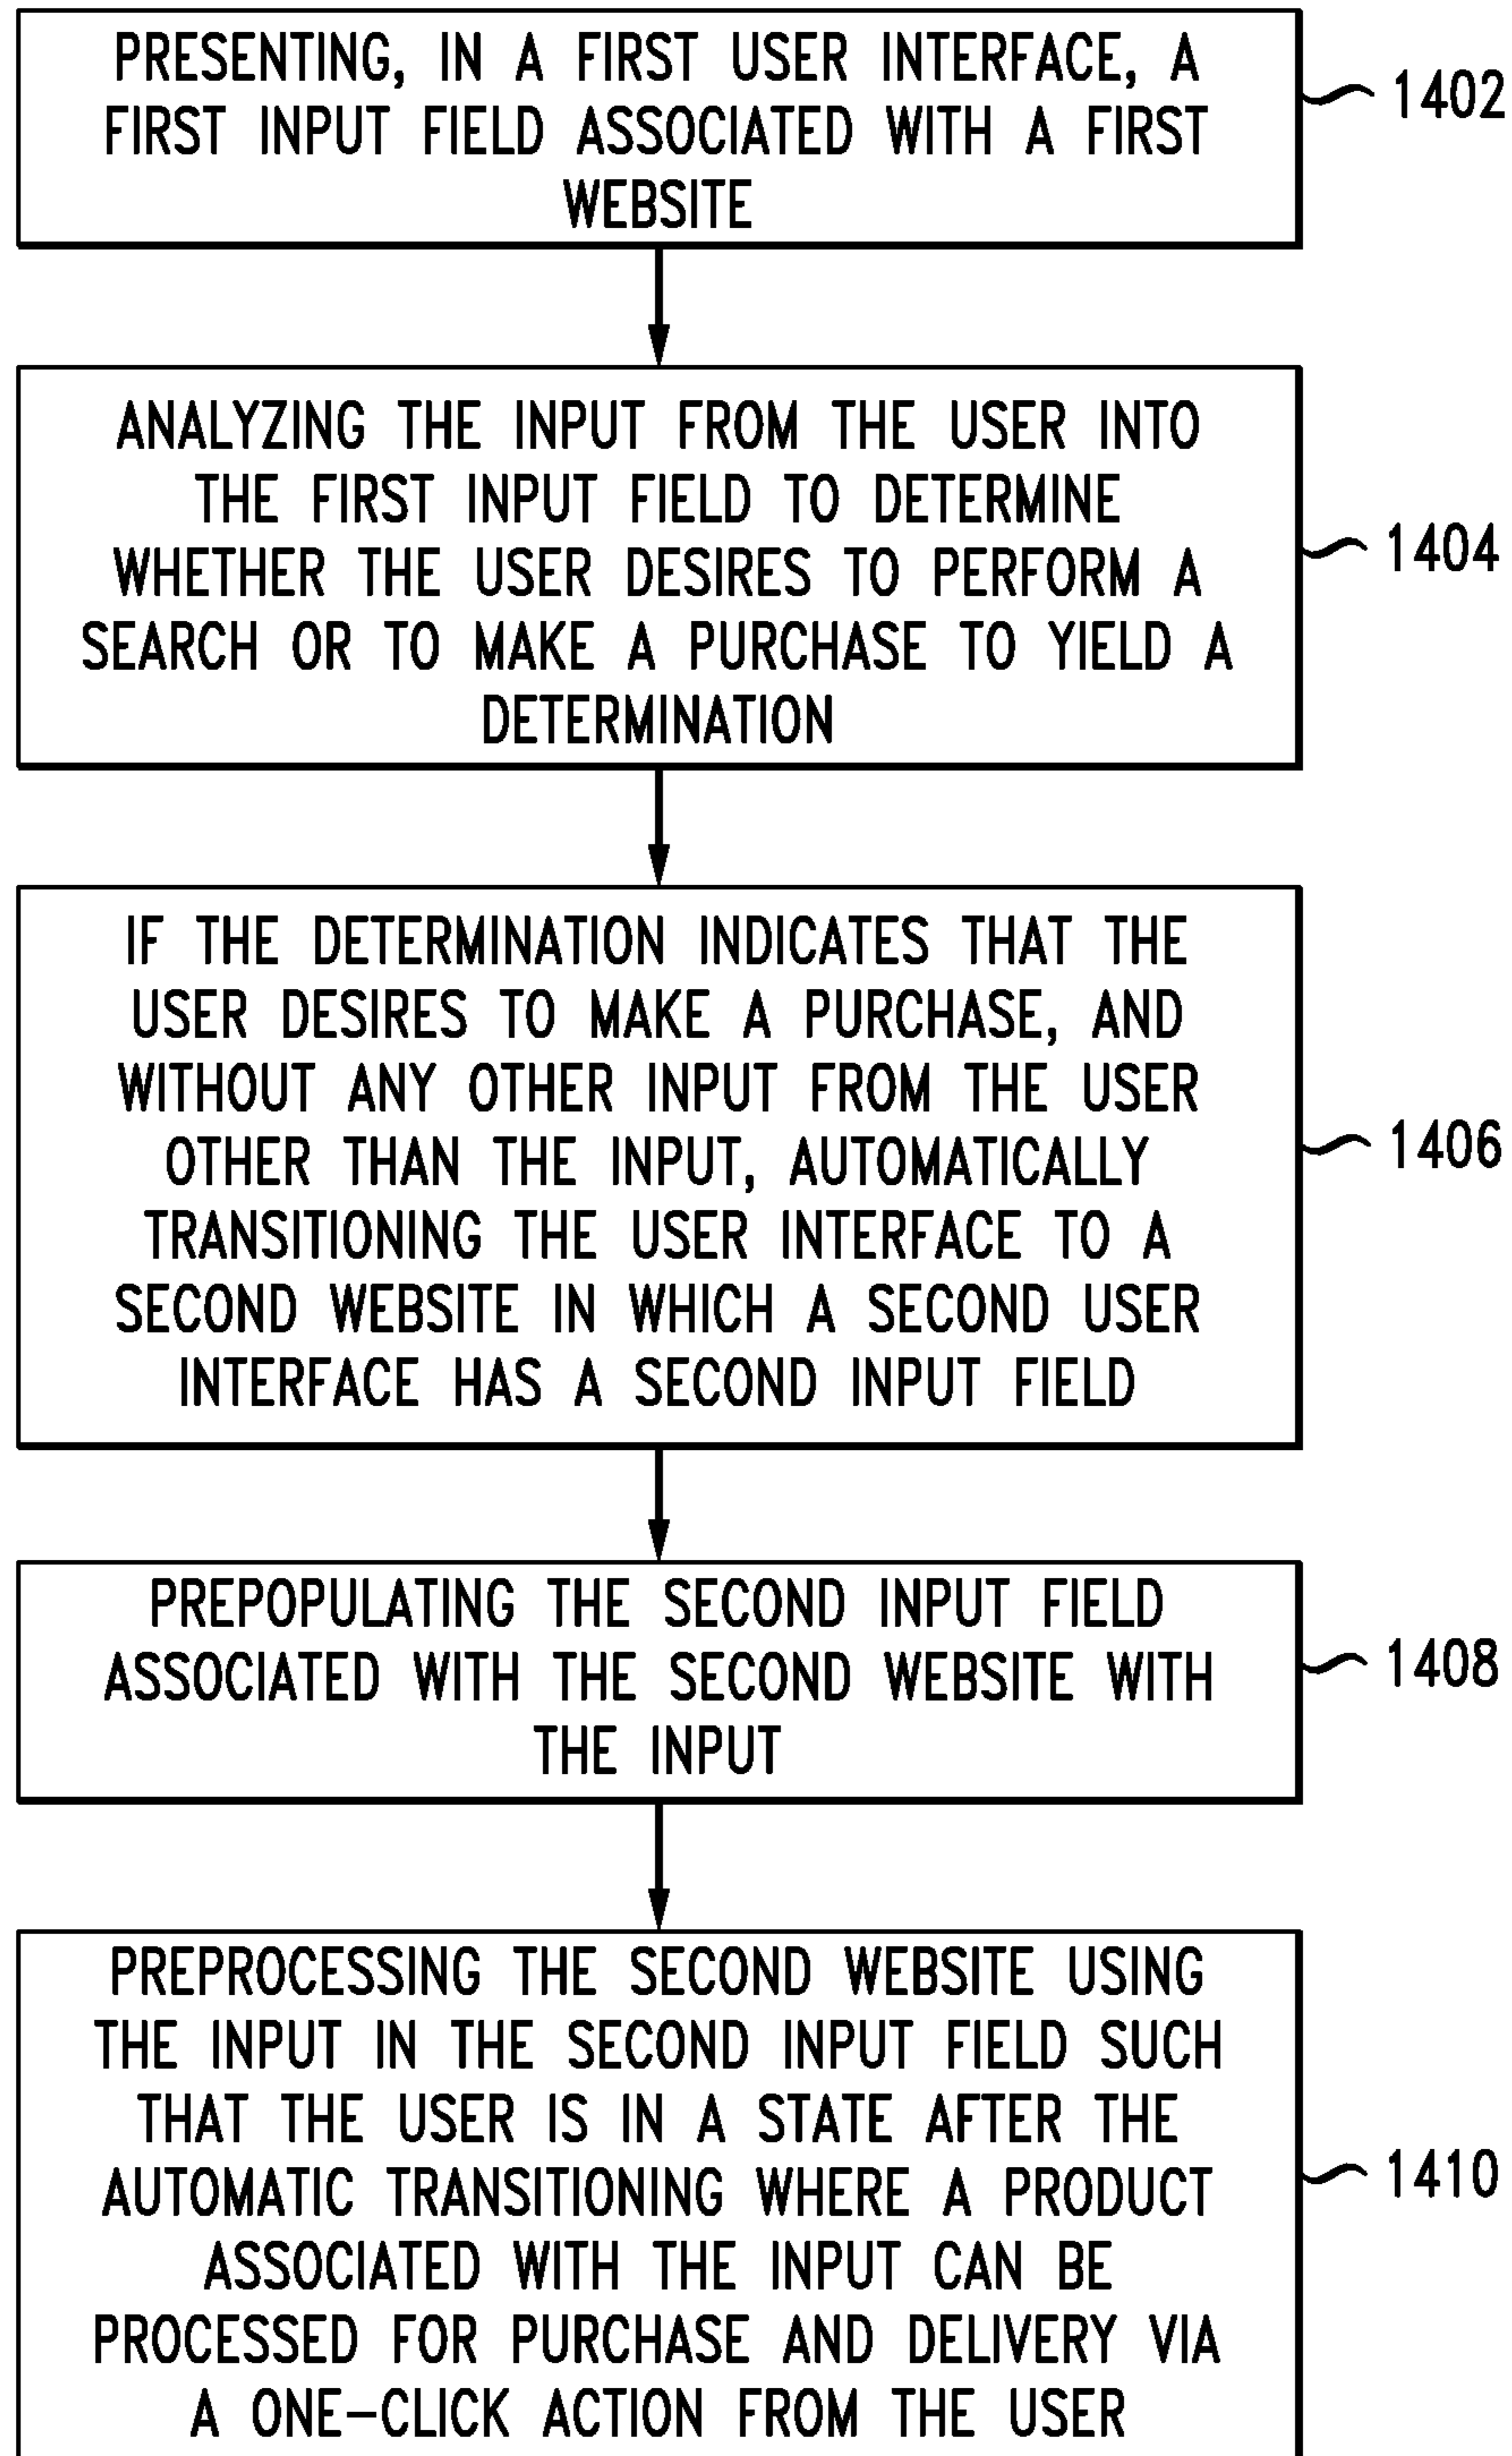 PRESENTING, IN A FIRST USER INTERFACE, A
FIRST INPUT FIELD ASSOCIATED WITH A FIRST
WEBSITE
1402
ANALYZING THE INPUT FROM THE USER INTO
THE FIRST INPUT FIELD TO DETERMINE
WHETHER THE USER DESIRES TO PERFORM A
SEARCH OR TO MAKE A PURCHASE TO YIELD A
DETERMINATION
1404
IF THE DETERMINATION INDICATES THAT THE
USER DESIRES TO MAKE A PURCHASE, AND
WITHOUT ANY OTHER INPUT FROM THE USER
OTHER THAN THE INPUT, AUTOMATICALLY
TRANSITIONING THE USER INTERFACE TO A
SECOND WEBSITE IN WHICH A SECOND USER
INTERFACE HAS A SECOND INPUT FIELD
1406
PREPOPULATING THE SECOND INPUT FIELD
ASSOCIATED WITH THE SECOND WEBSITE WITH
THE INPUT
1408
PREPROCESSING THE SECOND WEBSITE USING
THE INPUT IN THE SECOND INPUT FIELD SUCH
THAT THE USER IS IN A STATE AFTER THE
AUTOMATIC TRANSITIONING WHERE A PRODUCT
ASSOCIATED WITH THE INPUT CAN BE
PROCESSED FOR PURCHASE AND DELIVERY VIA
A ONE-CLICK ACTION FROM THE USER
1410